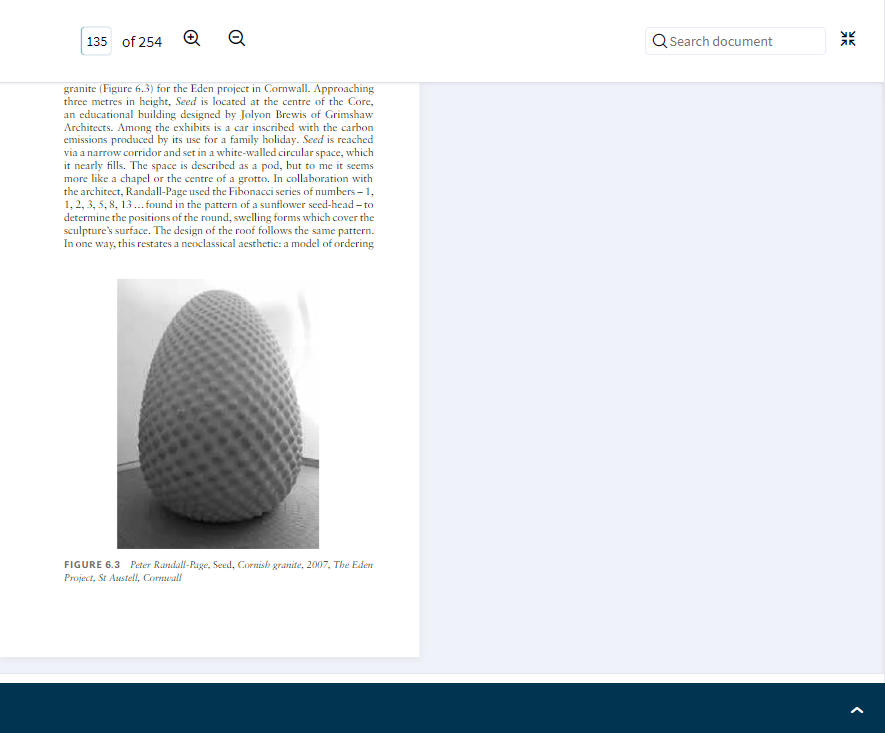 135 of 254
Search document
granite (Figure 6.3) for the Eden project in Cornwall. Approaching
three metres in height, Seed is located at the centre of the Core,
an educational building designed by Jolyon Brewis of Grimshaw
Architects. Among the exhibits is a car inscribed with the carbon
emissions produced by its use for a family holiday. Seed is reached
via a narrow corridor and set in a white-walled circular space, which
it nearly fills. The space is described as a pod, but to me it seems
more like a chapel or the centre of a grotto. In collaboration with
the architect, Randall-Page used the Fibonacci series of numbers – 1,
1, 2, 3, 5, 8, 13 … found in the pattern of a sunflower seed-head – to
determine the positions of the round, swelling forms which cover the
sculpture's surface. The design of the roof follows the same pattern.
In one way, this restates a neoclassical aesthetic: a model of ordering
FIGURE 6.3 Peter Randall-Page, Seed, Cornish granite, 2007, The Eden
Project, St Austell, Cornwall